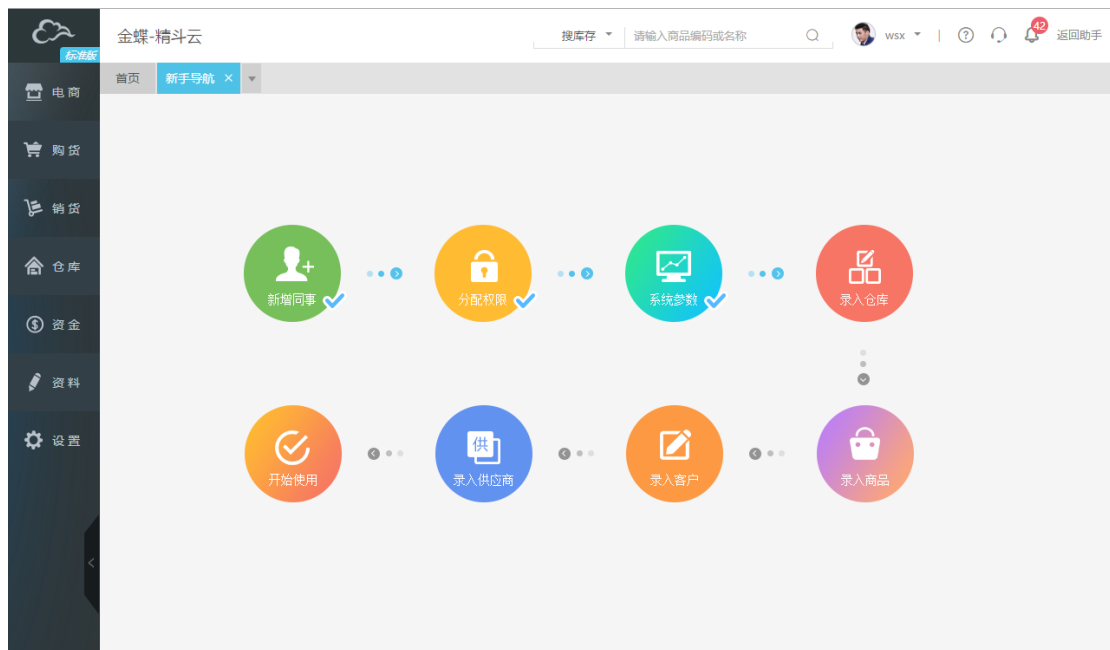 金蝶-精斗云
搜库存
请输入商品编码或名称
wsx
|
42
返回助手
标准版
首页
新手导航 ×
电商
购货
销货
仓库
资金
资料
设置
新增同事
分配权限
系统参数
录入仓库
开始使用
供
录入供应商
录入客户
录入商品